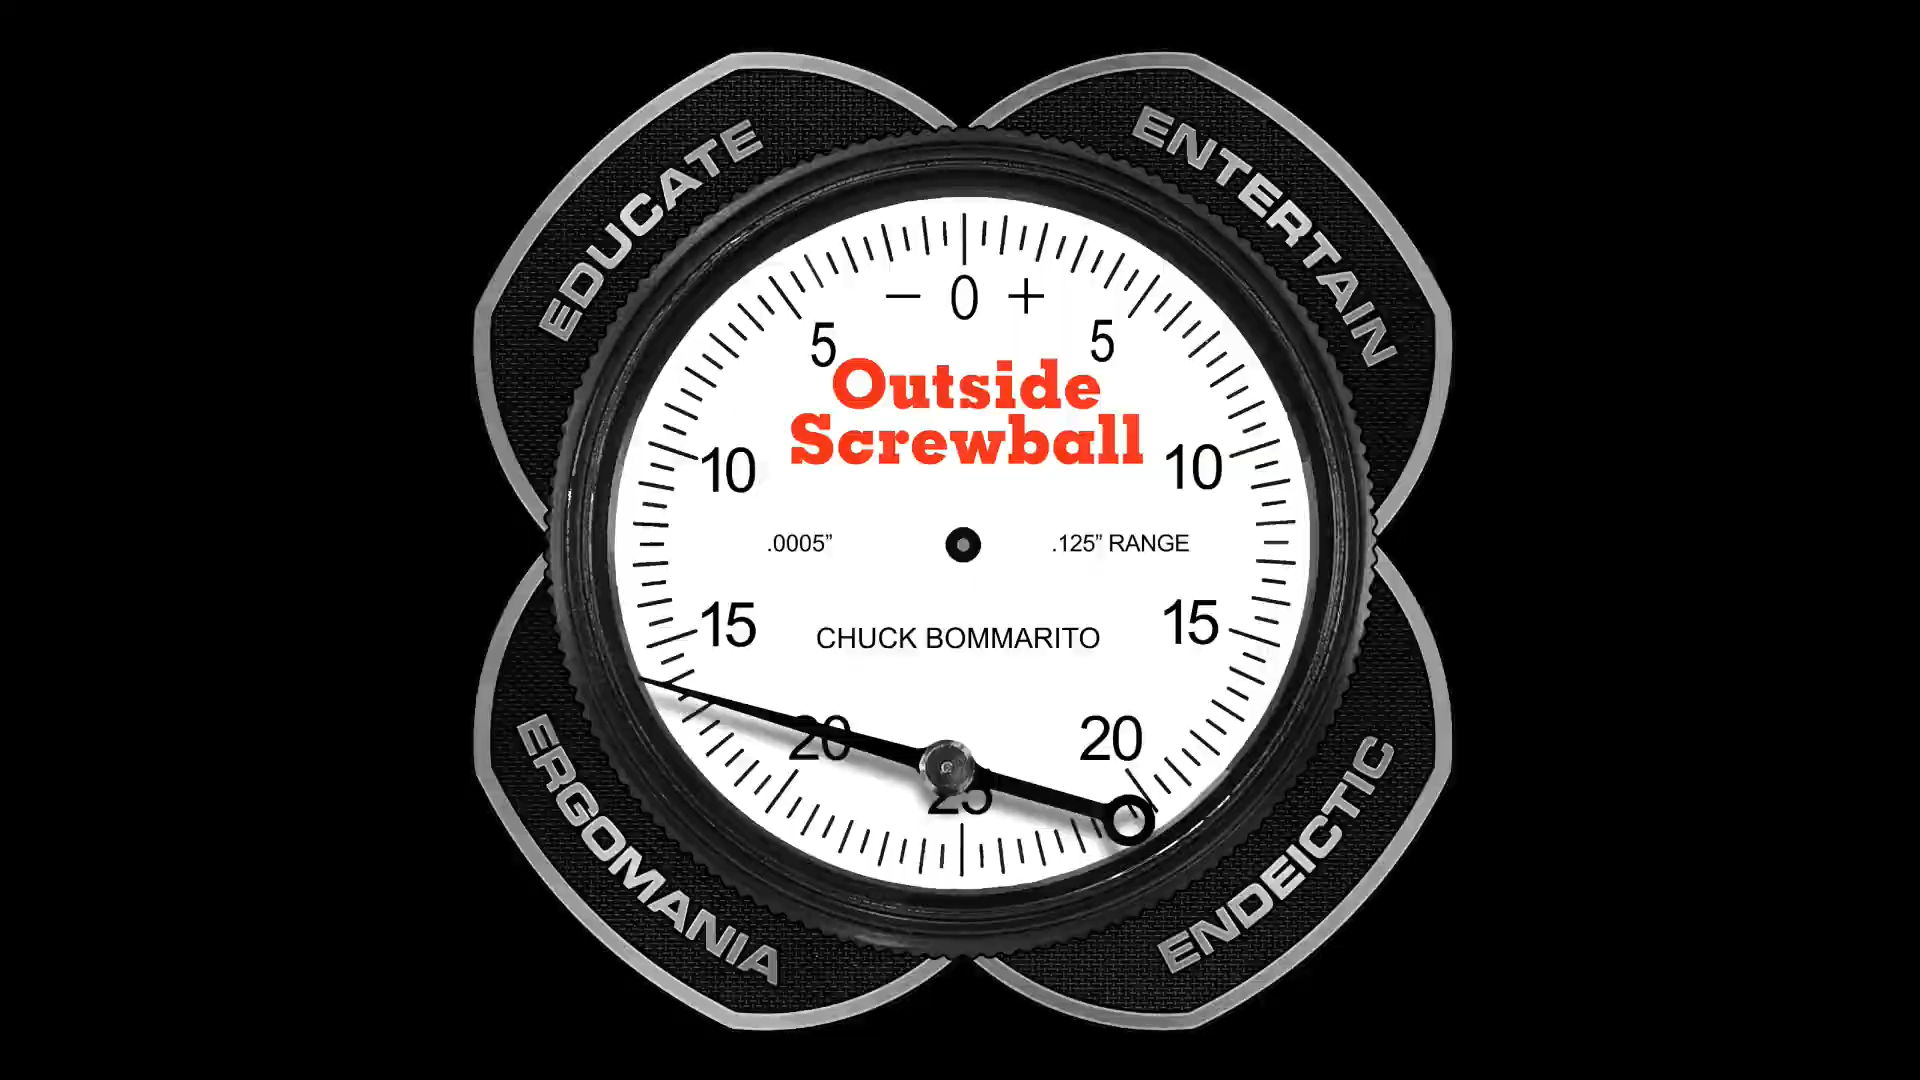 EDUCATE
ENTERTAIN
− 0 +
5 5
Outside
Screwball
10 10
.0005” .125” RANGE
15 CHUCK BOMMARITO 15
20 20
25
ERGOMANIA
ENDEICTIC